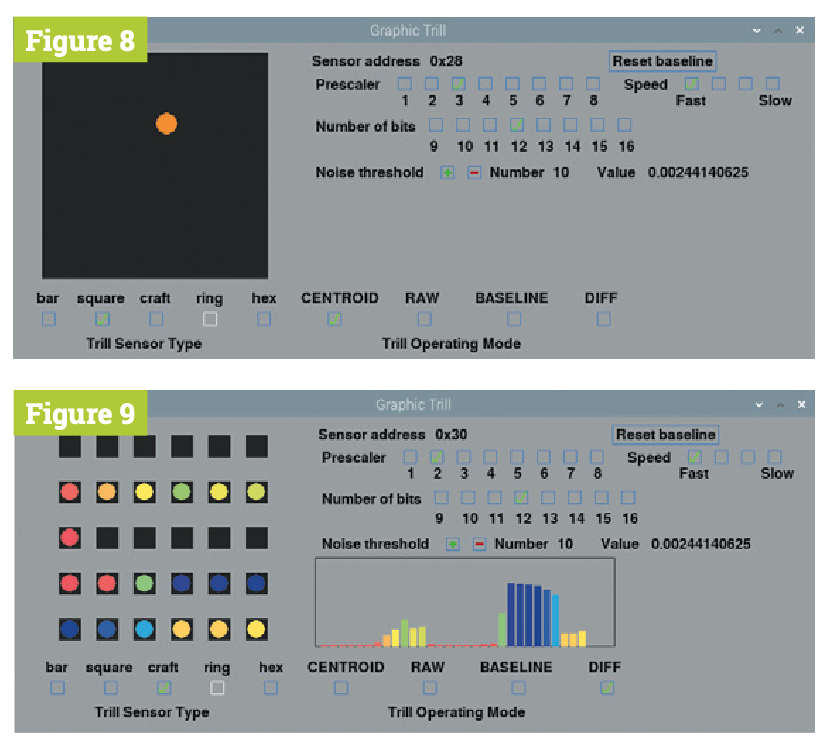 Figure 8
Graphic Trill
Sensor address 0x28
Reset baseline
Prescaler
1 2 3 4 5 6 7 8
Speed
Fast Slow
Number of bits
9 10 11 12 13 14 15 16
Noise threshold + - Number 10 Value 0.00244140625
bar square craft ring hex
Trill Sensor Type
CENTROID RAW BASELINE DIFF
Trill Operating Mode
Figure 9
Graphic Trill
Sensor address 0x30
Reset baseline
Prescaler
1 2 3 4 5 6 7 8
Speed
Fast Slow
Number of bits
9 10 11 12 13 14 15 16
Noise threshold + - Number 10 Value 0.00244140625
bar square craft ring hex
Trill Sensor Type
CENTROID RAW BASELINE DIFF
Trill Operating Mode